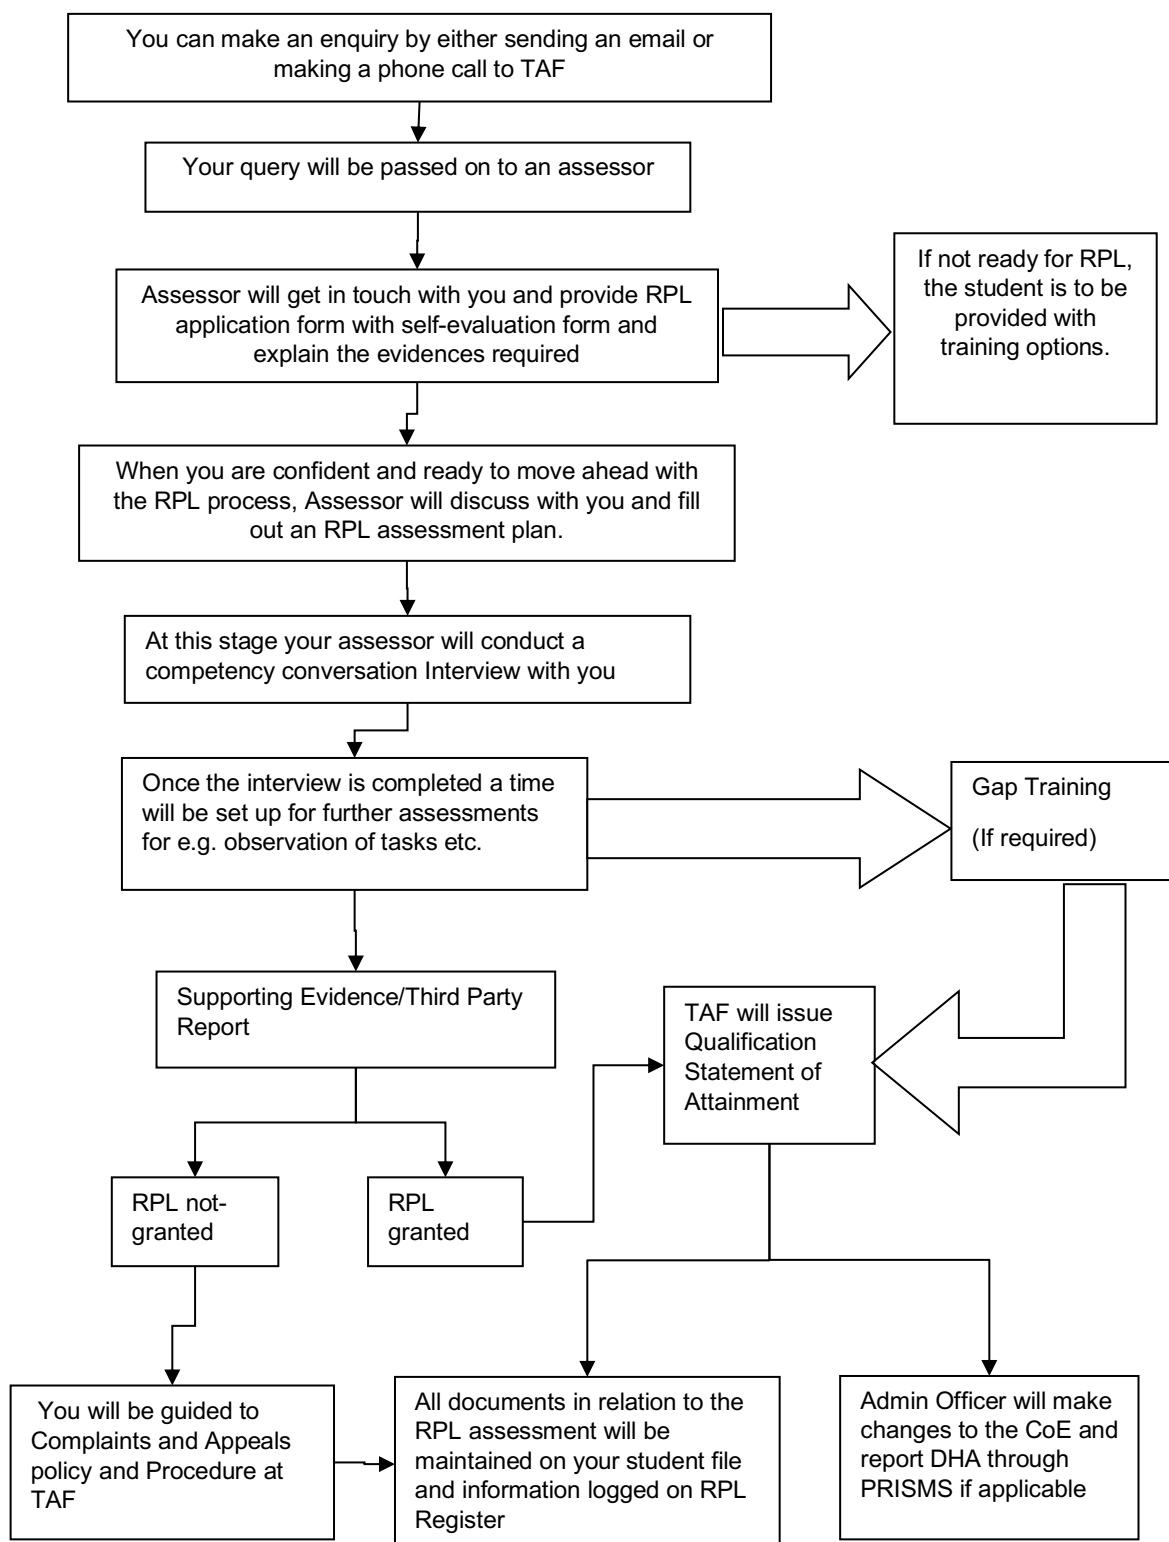 You can make an enquiry by either sending an email or
making a phone call to TAF
Your query will be passed on to an assessor
Assessor will get in touch with you and provide RPL
application form with self-evaluation form and
explain the evidences required
If not ready for RPL,
the student is to be
provided with
training options.
When you are confident and ready to move ahead with
the RPL process, Assessor will discuss with you and fill
out an RPL assessment plan.
At this stage your assessor will conduct a
competency conversation Interview with you
Once the interview is completed a time
will be set up for further assessments
for e.g. observation of tasks etc.
Gap Training
(If required)
Supporting Evidence/Third Party
Report
TAF will issue
Qualification
Statement of
Attainment
RPL not-
granted
RPL
granted
You will be guided to
Complaints and Appeals
policy and Procedure at
TAF
All documents in relation to the
RPL assessment will be
maintained on your student file
and information logged on RPL
Register
Admin Officer will make
changes to the CoE and
report DHA through
PRISMS if applicable